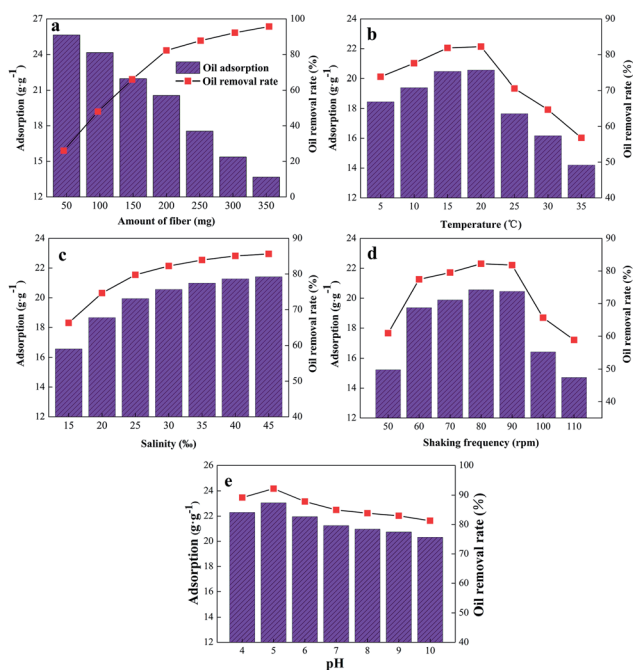 a
Oil adsorption
Oil removal rate
27
24
21
18
15
12
100
80
60
40
20
0
50 100 150 200 250 300 350
Adsorption (g·g⁻¹)
Oil removal rate (%)
Amount of fiber (mg)
b
24
22
20
18
16
14
12
90
80
70
60
50
40
5 10 15 20 25 30 35
Adsorption (g·g⁻¹)
Oil removal rate (%)
Temperature (℃)
c
24
22
20
18
16
14
12
90
80
70
60
50
40
15 20 25 30 35 40 45
Adsorption (g·g⁻¹)
Oil removal rate (%)
Salinity (‰)
d
24
22
20
18
16
14
12
90
80
70
60
50
40
50 60 70 80 90 100 110
Adsorption (g·g⁻¹)
Oil removal rate (%)
Shaking frequency (rpm)
e
26
24
22
20
18
16
14
12
100
90
80
70
60
50
40
4 5 6 7 8 9 10
Adsorption (g·g⁻¹)
Oil removal rate (%)
pH